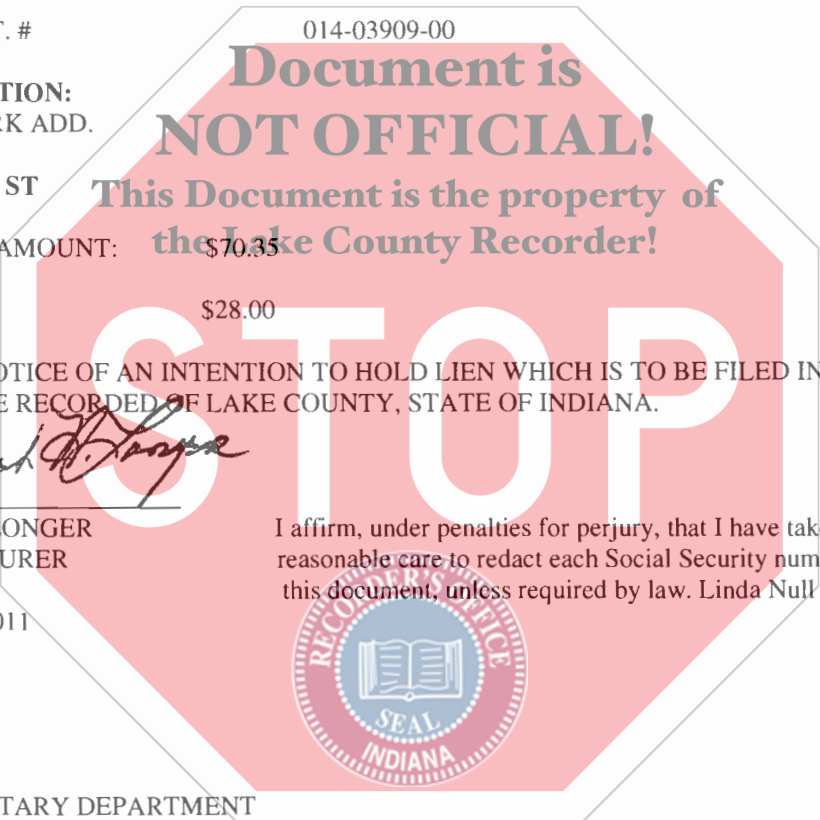 T. # 014-03909-00
Document is
TION:
NOT OFFICIAL!
RK ADD.
ST
This Document is the property of
the Lake County Recorder!
AMOUNT: $70.35
$28.00
STOP
OTICE OF AN INTENTION TO HOLD LIEN WHICH IS TO BE FILED IN
E RECORDED OF LAKE COUNTY, STATE OF INDIANA.
ONGER
I affirm, under penalties for perjury, that I have tak
URER
reasonable care to redact each Social Security num
this document, unless required by law. Linda Null
011
RECORDER'S OFFICE
SEAL
INDIANA
TARY DEPARTMENT